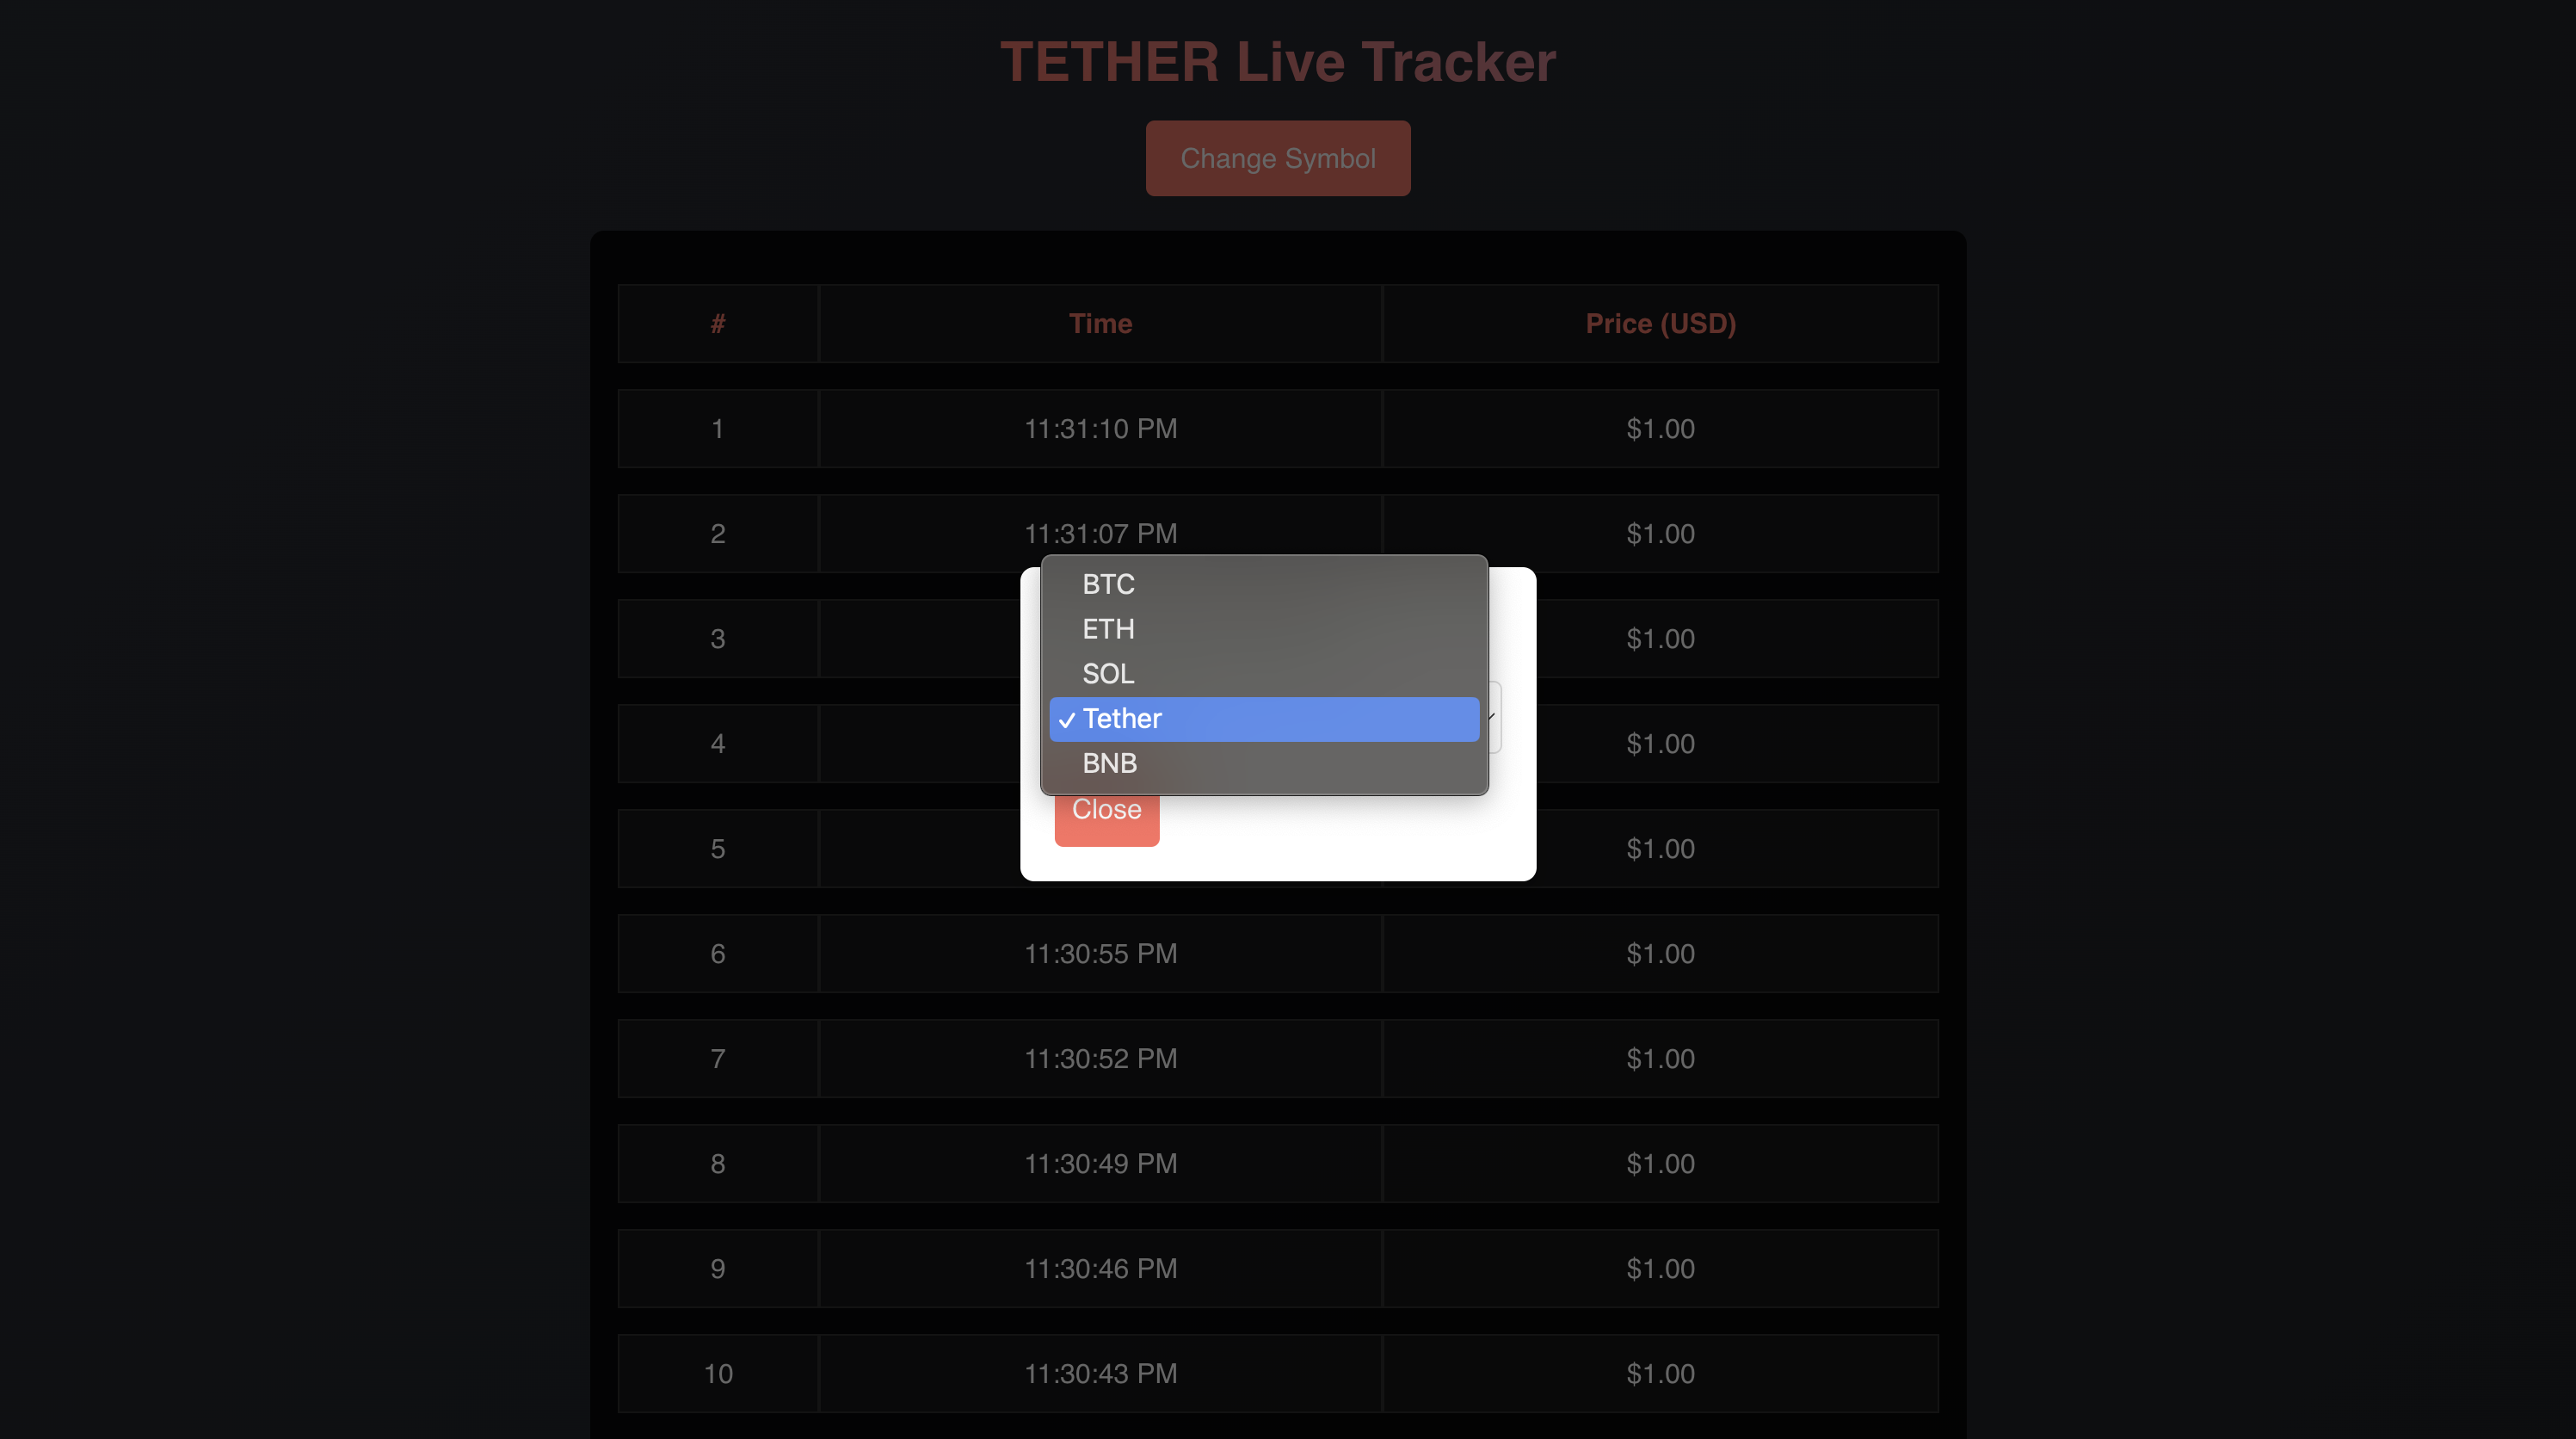 TETHER Live Tracker
Change Symbol
# Time Price (USD)
1 11:31:10 PM $1.00
2 11:31:07 PM $1.00
3 $1.00
4 $1.00
5 $1.00
BTC
ETH
SOL
✓ Tether
BNB
Close
6 11:30:55 PM $1.00
7 11:30:52 PM $1.00
8 11:30:49 PM $1.00
9 11:30:46 PM $1.00
10 11:30:43 PM $1.00